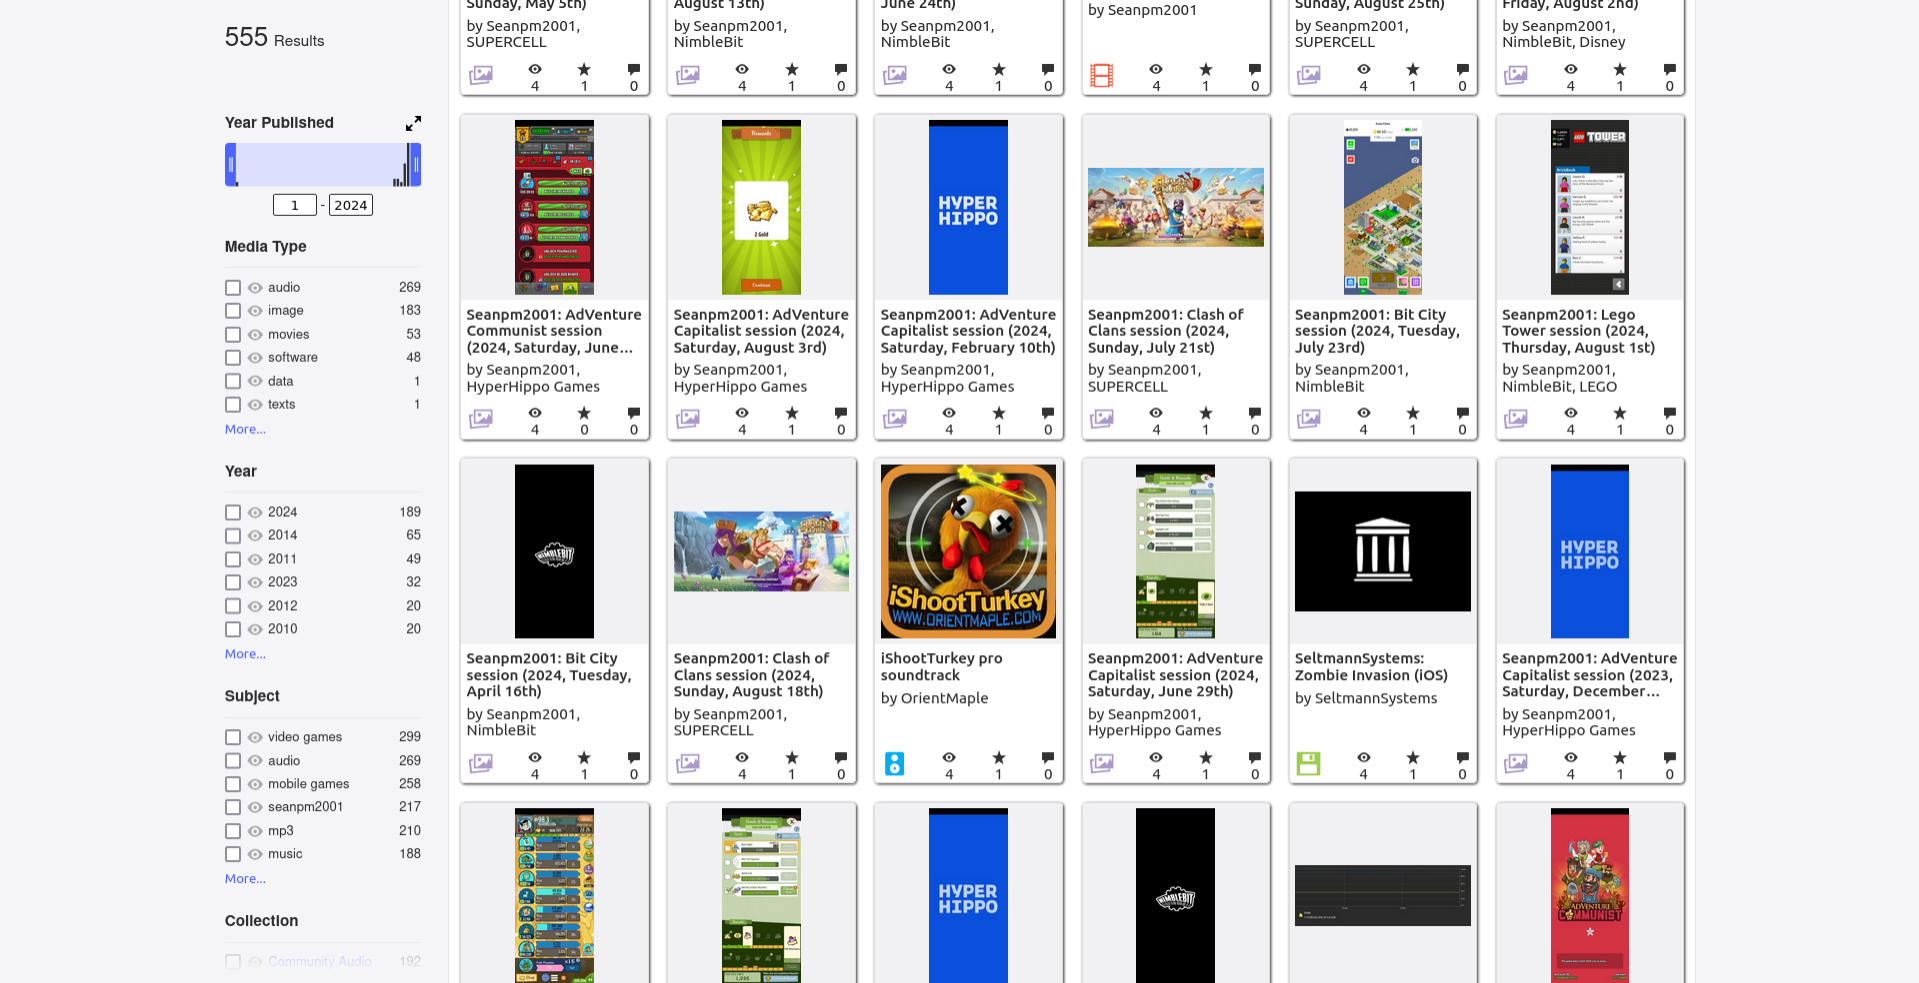 555 Results
Year Published
1 - 2024
Media Type
audio 269
image 183
movies 53
software 48
data 1
texts 1
More...
Year
2024 189
2014 65
2011 49
2023 32
2012 20
2010 20
More...
Subject
video games 299
audio 269
mobile games 258
seanpm2001 217
mp3 210
music 188
More...
Collection
Community Audio 192
Sunday, May 5th)
by Seanpm2001,
SUPERCELL
4 1 0
August 13th)
by Seanpm2001,
NimbleBit
4 1 0
June 24th)
by Seanpm2001,
NimbleBit
4 1 0
by Seanpm2001
4 1 0
Sunday, August 25th)
by Seanpm2001,
SUPERCELL
4 1 0
Friday, August 2nd)
by Seanpm2001,
NimbleBit, Disney
4 1 0
Seanpm2001: AdVenture
Communist session
(2024, Saturday, June...
by Seanpm2001,
HyperHippo Games
4 0 0
Rewards
2 Gold
Continue
Seanpm2001: AdVenture
Capitalist session (2024,
Saturday, August 3rd)
by Seanpm2001,
HyperHippo Games
4 1 0
HYPER
HIPPO
Seanpm2001: AdVenture
Capitalist session (2024,
Saturday, February 10th)
by Seanpm2001,
HyperHippo Games
4 1 0
Seanpm2001: Clash of
Clans session (2024,
Sunday, July 21st)
by Seanpm2001,
SUPERCELL
4 1 0
Seanpm2001: Bit City
session (2024, Tuesday,
July 23rd)
by Seanpm2001,
NimbleBit
4 1 0
LEGO TOWER
BrickBook
Seanpm2001: Lego
Tower session (2024,
Thursday, August 1st)
by Seanpm2001,
NimbleBit, LEGO
4 1 0
NIMBLEBIT
Seanpm2001: Bit City
session (2024, Tuesday,
April 16th)
by Seanpm2001,
NimbleBit
4 1 0
Seanpm2001: Clash of
Clans session (2024,
Sunday, August 18th)
by Seanpm2001,
SUPERCELL
4 1 0
iShootTurkey
WWW.ORIENTMAPLE.COM
iShootTurkey pro
soundtrack
by OrientMaple
4 1 0
Seanpm2001: AdVenture
Capitalist session (2024,
Saturday, June 29th)
by Seanpm2001,
HyperHippo Games
4 1 0
SeltmannSystems:
Zombie Invasion (iOS)
by SeltmannSystems
4 1 0
HYPER
HIPPO
Seanpm2001: AdVenture
Capitalist session (2023,
Saturday, December...
by Seanpm2001,
HyperHippo Games
4 1 0
HYPER
HIPPO
NIMBLEBIT
ADVENTURE
COMMUNIST